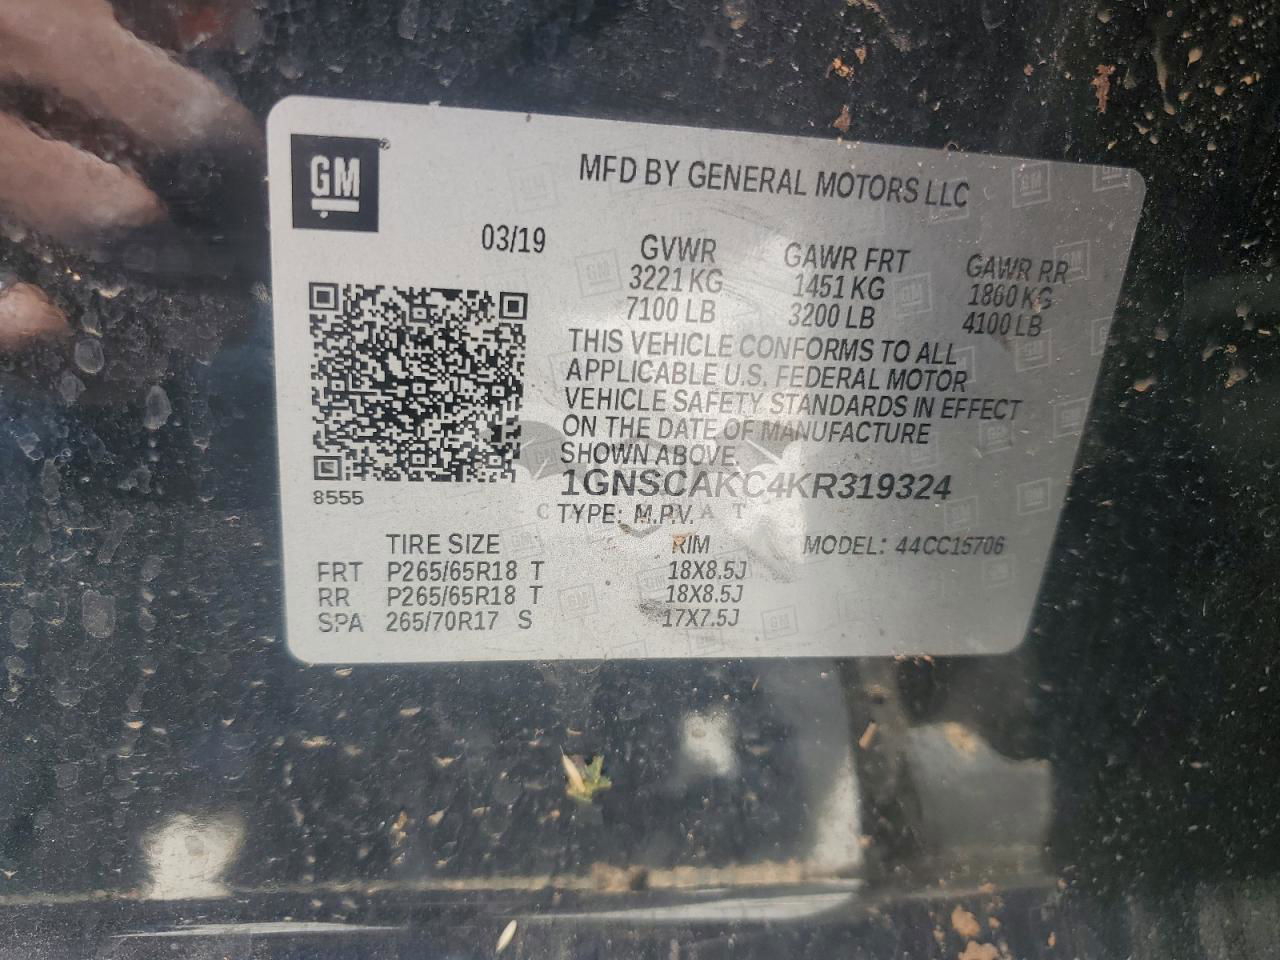 GM
MFD BY GENERAL MOTORS LLC
03/19
GVWR GAWR FRT GAWR RR
3221 KG 1451 KG 1860 KG
7100 LB 3200 LB 4100 LB
THIS VEHICLE CONFORMS TO ALL
APPLICABLE U.S. FEDERAL MOTOR
VEHICLE SAFETY STANDARDS IN EFFECT
ON THE DATE OF MANUFACTURE
SHOWN ABOVE
1GNSCAKC4KR319324
8555
TYPE: M.P.V.
MODEL: 44CC15706
TIRE SIZE RIM
FRT P265/65R18 T 18X8.5J
RR P265/65R18 T 18X8.5J
SPA 265/70R17 S 17X7.5J